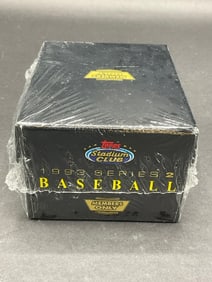 Topps
Stadium
CLUB
1993 SERIES 2
BASEBALL
MEMBERS
ONLY